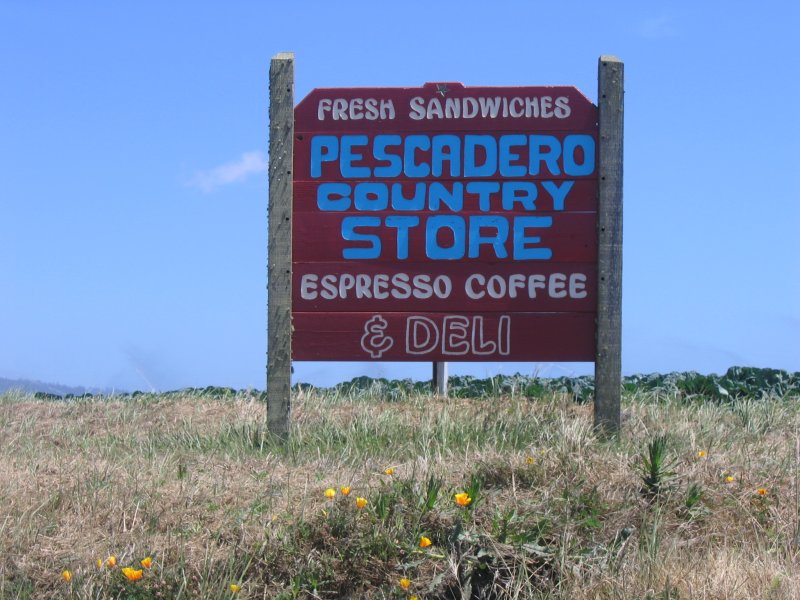 FRESH SANDWICHES
PESCADERO
COUNTRY
STORE
ESPRESSO COFFEE
& DELI